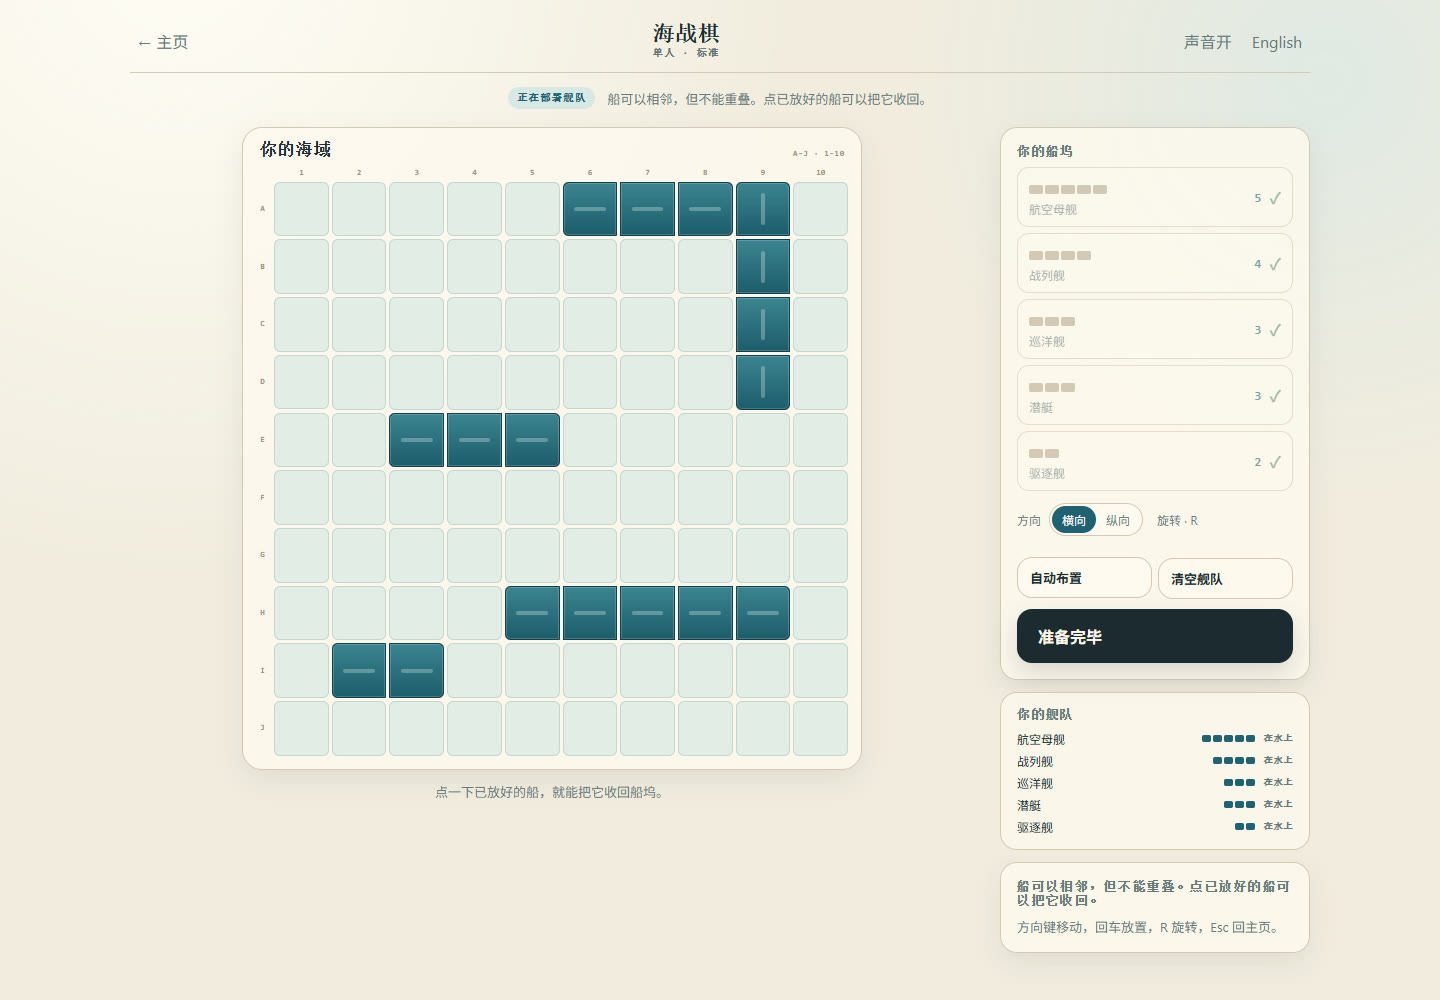 ← 主页
海战棋
单人 · 标准
声音开 English
正在部署舰队 船可以相邻，但不能重叠。点已放好的船可以把它收回。
你的海域
A–J · 1–10
1 2 3 4 5 6 7 8 9 10
A
B
C
D
E
F
G
H
I
J
点一下已放好的船，就能把它收回船坞。
你的船坞
航空母舰 5 ✓
战列舰 4 ✓
巡洋舰 3 ✓
潜艇 3 ✓
驱逐舰 2 ✓
方向 横向 纵向 旋转 · R
自动布置 清空舰队
准备完毕
你的舰队
航空母舰 在水上
战列舰 在水上
巡洋舰 在水上
潜艇 在水上
驱逐舰 在水上
船可以相邻，但不能重叠。点已放好的船可
以把它收回。
方向键移动，回车放置，R 旋转，Esc 回主页。